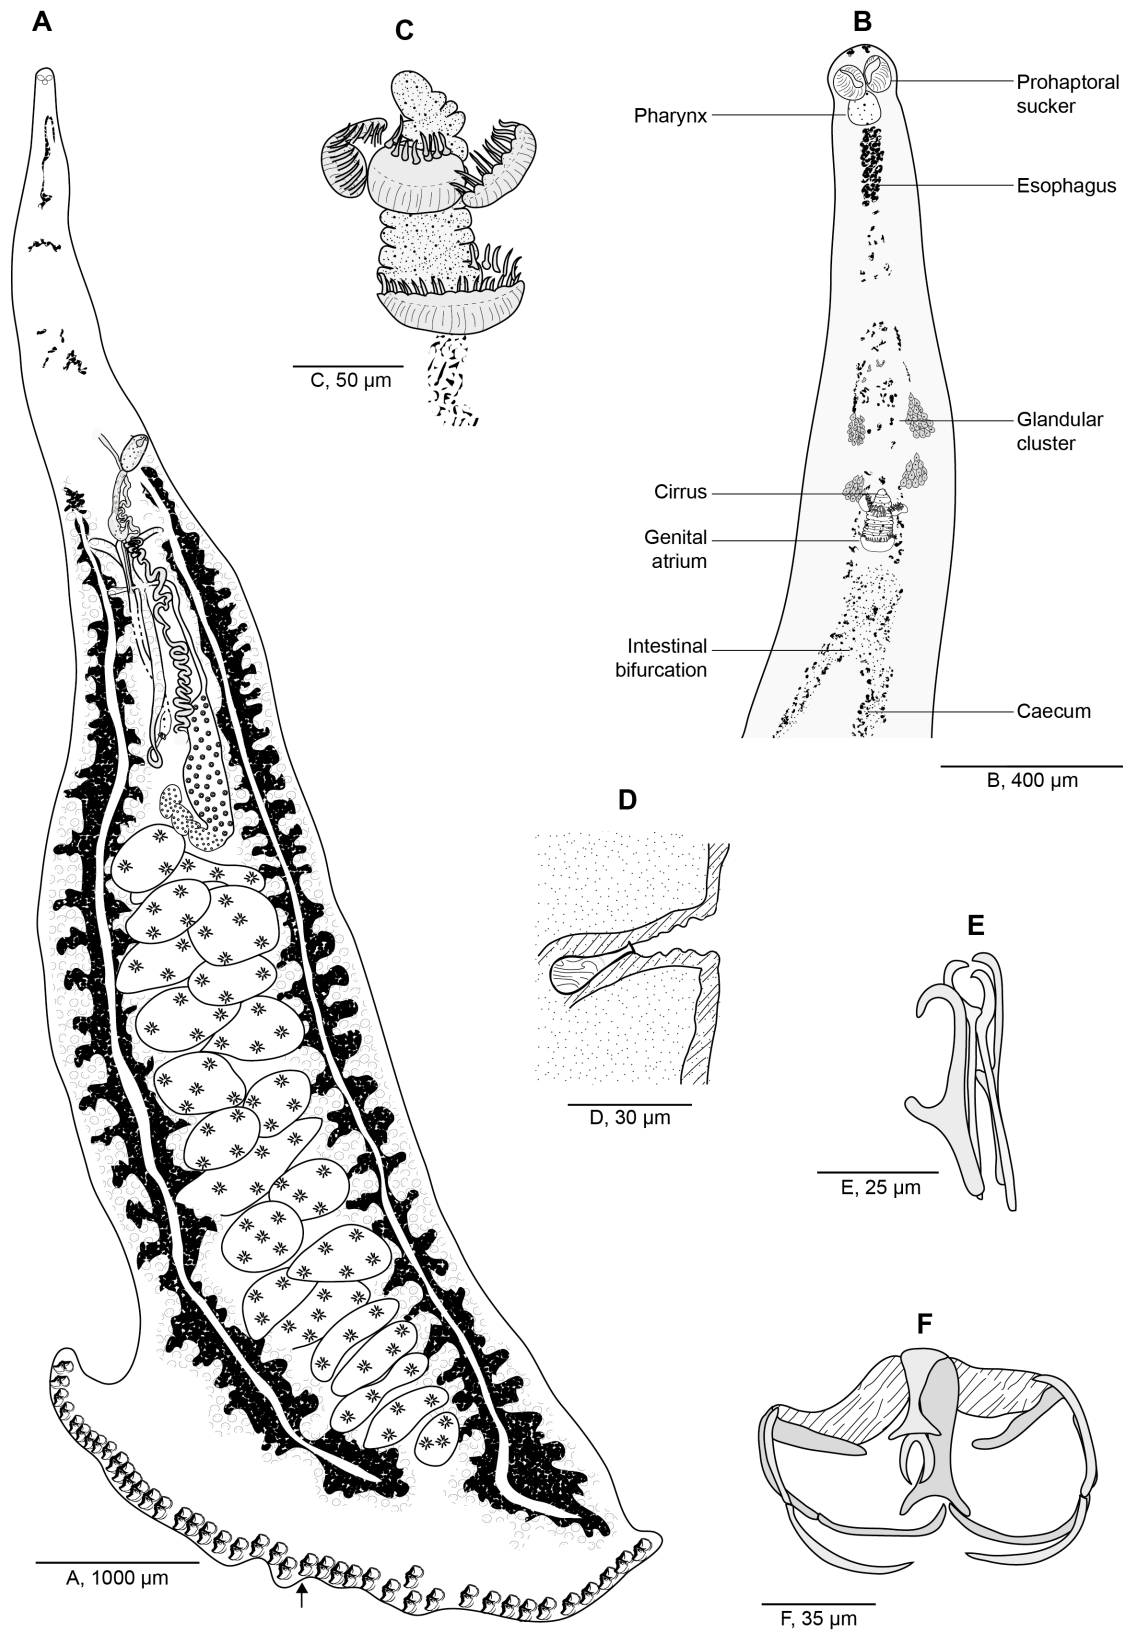 A
C
B
Pharynx
Prohaptoral
sucker
Esophagus
C, 50 µm
Glandular
cluster
Cirrus
Genital
atrium
Intestinal
bifurcation
Caecum
B, 400 µm
D
D, 30 µm
E
E, 25 µm
F
A, 1000 µm
F, 35 µm